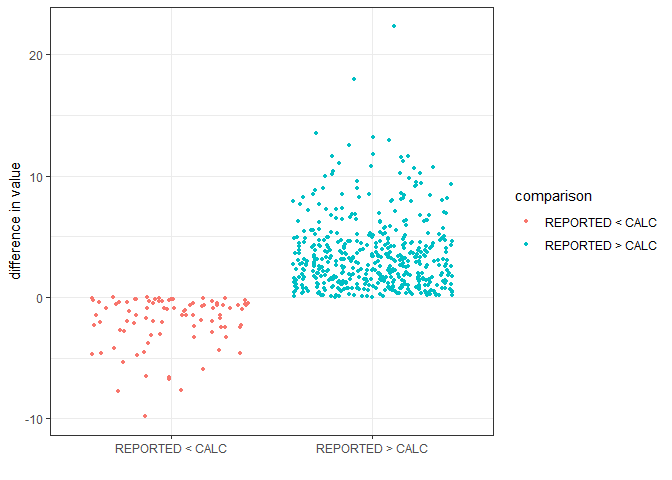 20
10
0
-10
difference in value
REPORTED < CALC
REPORTED > CALC
comparison
REPORTED < CALC
REPORTED > CALC